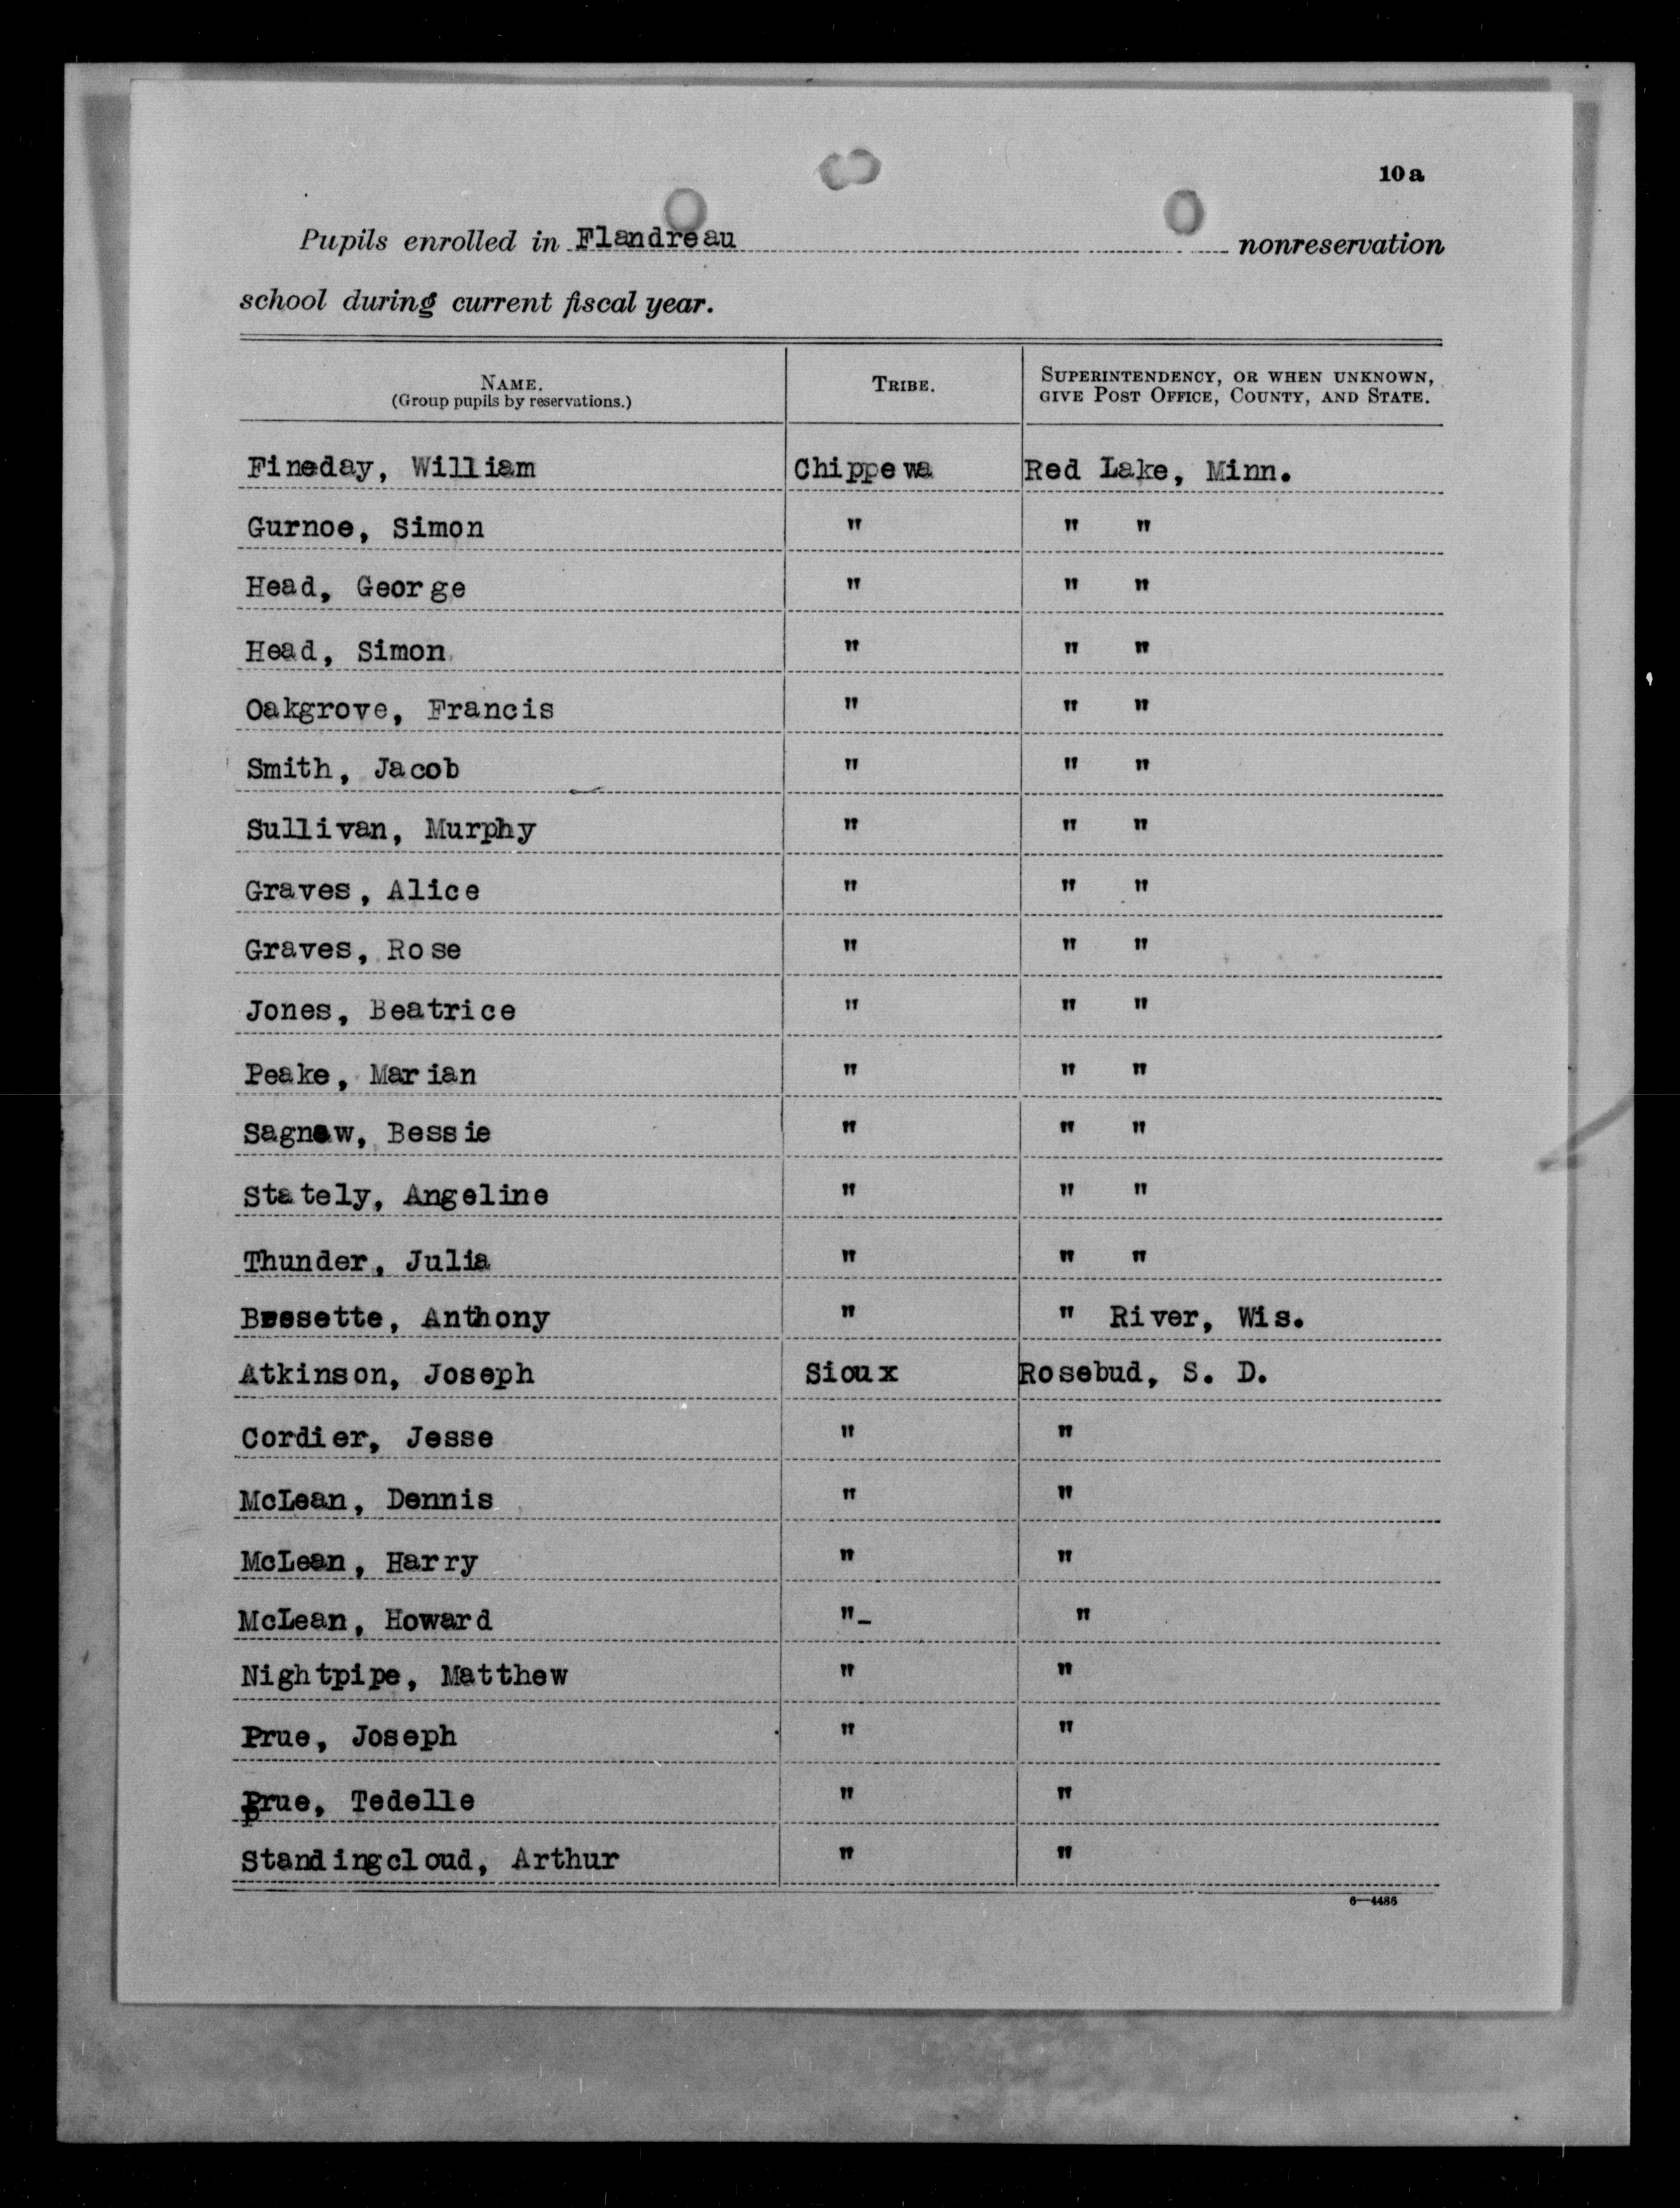 10a
Pupils enrolled in Flandreau nonreservation
school during current fiscal year.
NAME. TRIBE. SUPERINTENDENCY, OR WHEN UNKNOWN,
(Group pupils by reservations.) GIVE POST OFFICE, COUNTY, AND STATE.
Fineday, William Chippewa Red Lake, Minn.
Gurnoe, Simon " " "
Head, George " " "
Head, Simon " " "
Oakgrove, Francis " " "
Smith, Jacob " " "
Sullivan, Murphy " " "
Graves, Alice " " "
Graves, Rose " " "
Jones, Beatrice " " "
Peake, Marian " " "
Sagnaw, Bessie " " "
Stately, Angeline " " "
Thunder, Julia " " "
Bresette, Anthony " " River, Wis.
Atkinson, Joseph Sioux Rosebud, S. D.
Cordier, Jesse " "
McLean, Dennis " "
McLean, Harry " "
McLean, Howard "- "
Nightpipe, Matthew " "
Prue, Joseph " "
Prue, Tedelle " "
Standingcloud, Arthur " "
6-4486